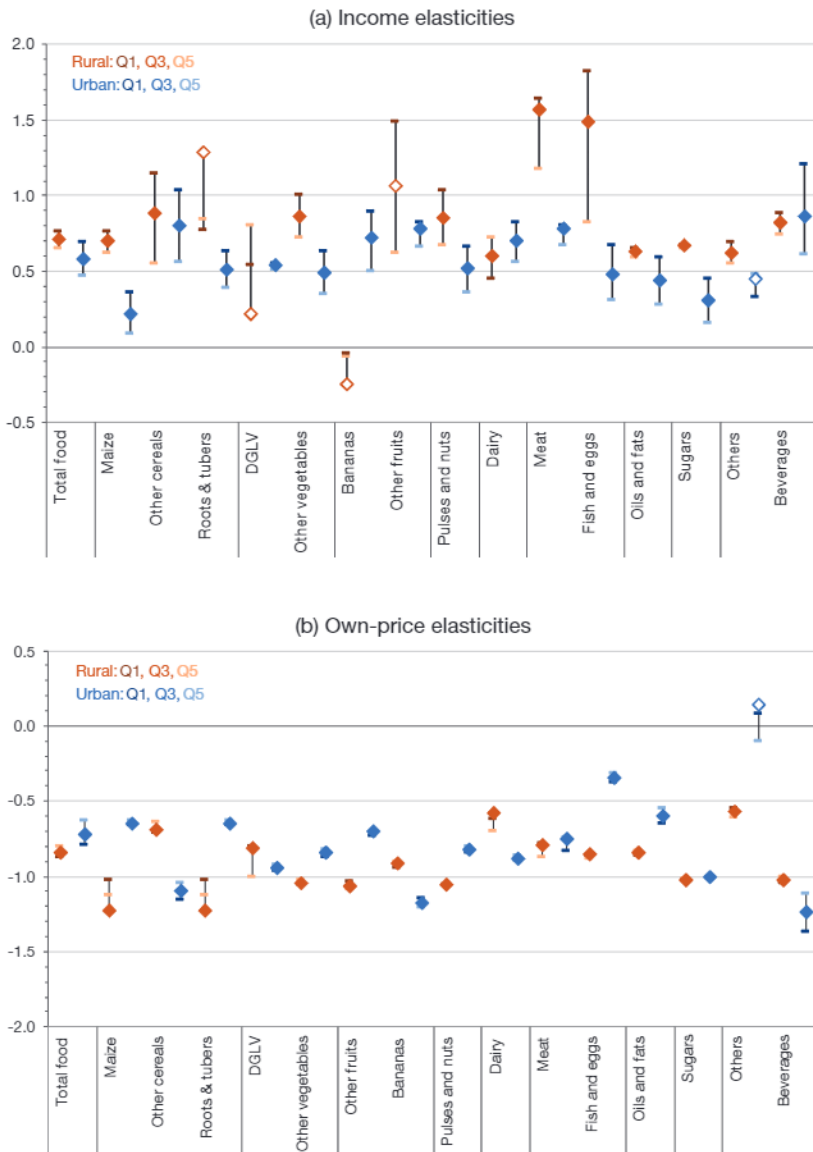 (a) Income elasticities
2.0
Rural: Q1, Q3, Q5
Urban: Q1, Q3, Q5
1.5
1.0
0.5
0.0
-0.5
Total food
Maize
Other cereals
Roots & tubers
DGLV
Other vegetables
Bananas
Other fruits
Pulses and nuts
Dairy
Meat
Fish and eggs
Oils and fats
Sugars
Others
Beverages
(b) Own-price elasticities
0.5
Rural: Q1, Q3, Q5
Urban: Q1, Q3, Q5
0.0
-0.5
-1.0
-1.5
-2.0
Total food
Maize
Other cereals
Roots & tubers
DGLV
Other vegetables
Other fruits
Bananas
Pulses and nuts
Dairy
Meat
Fish and eggs
Oils and fats
Sugars
Others
Beverages